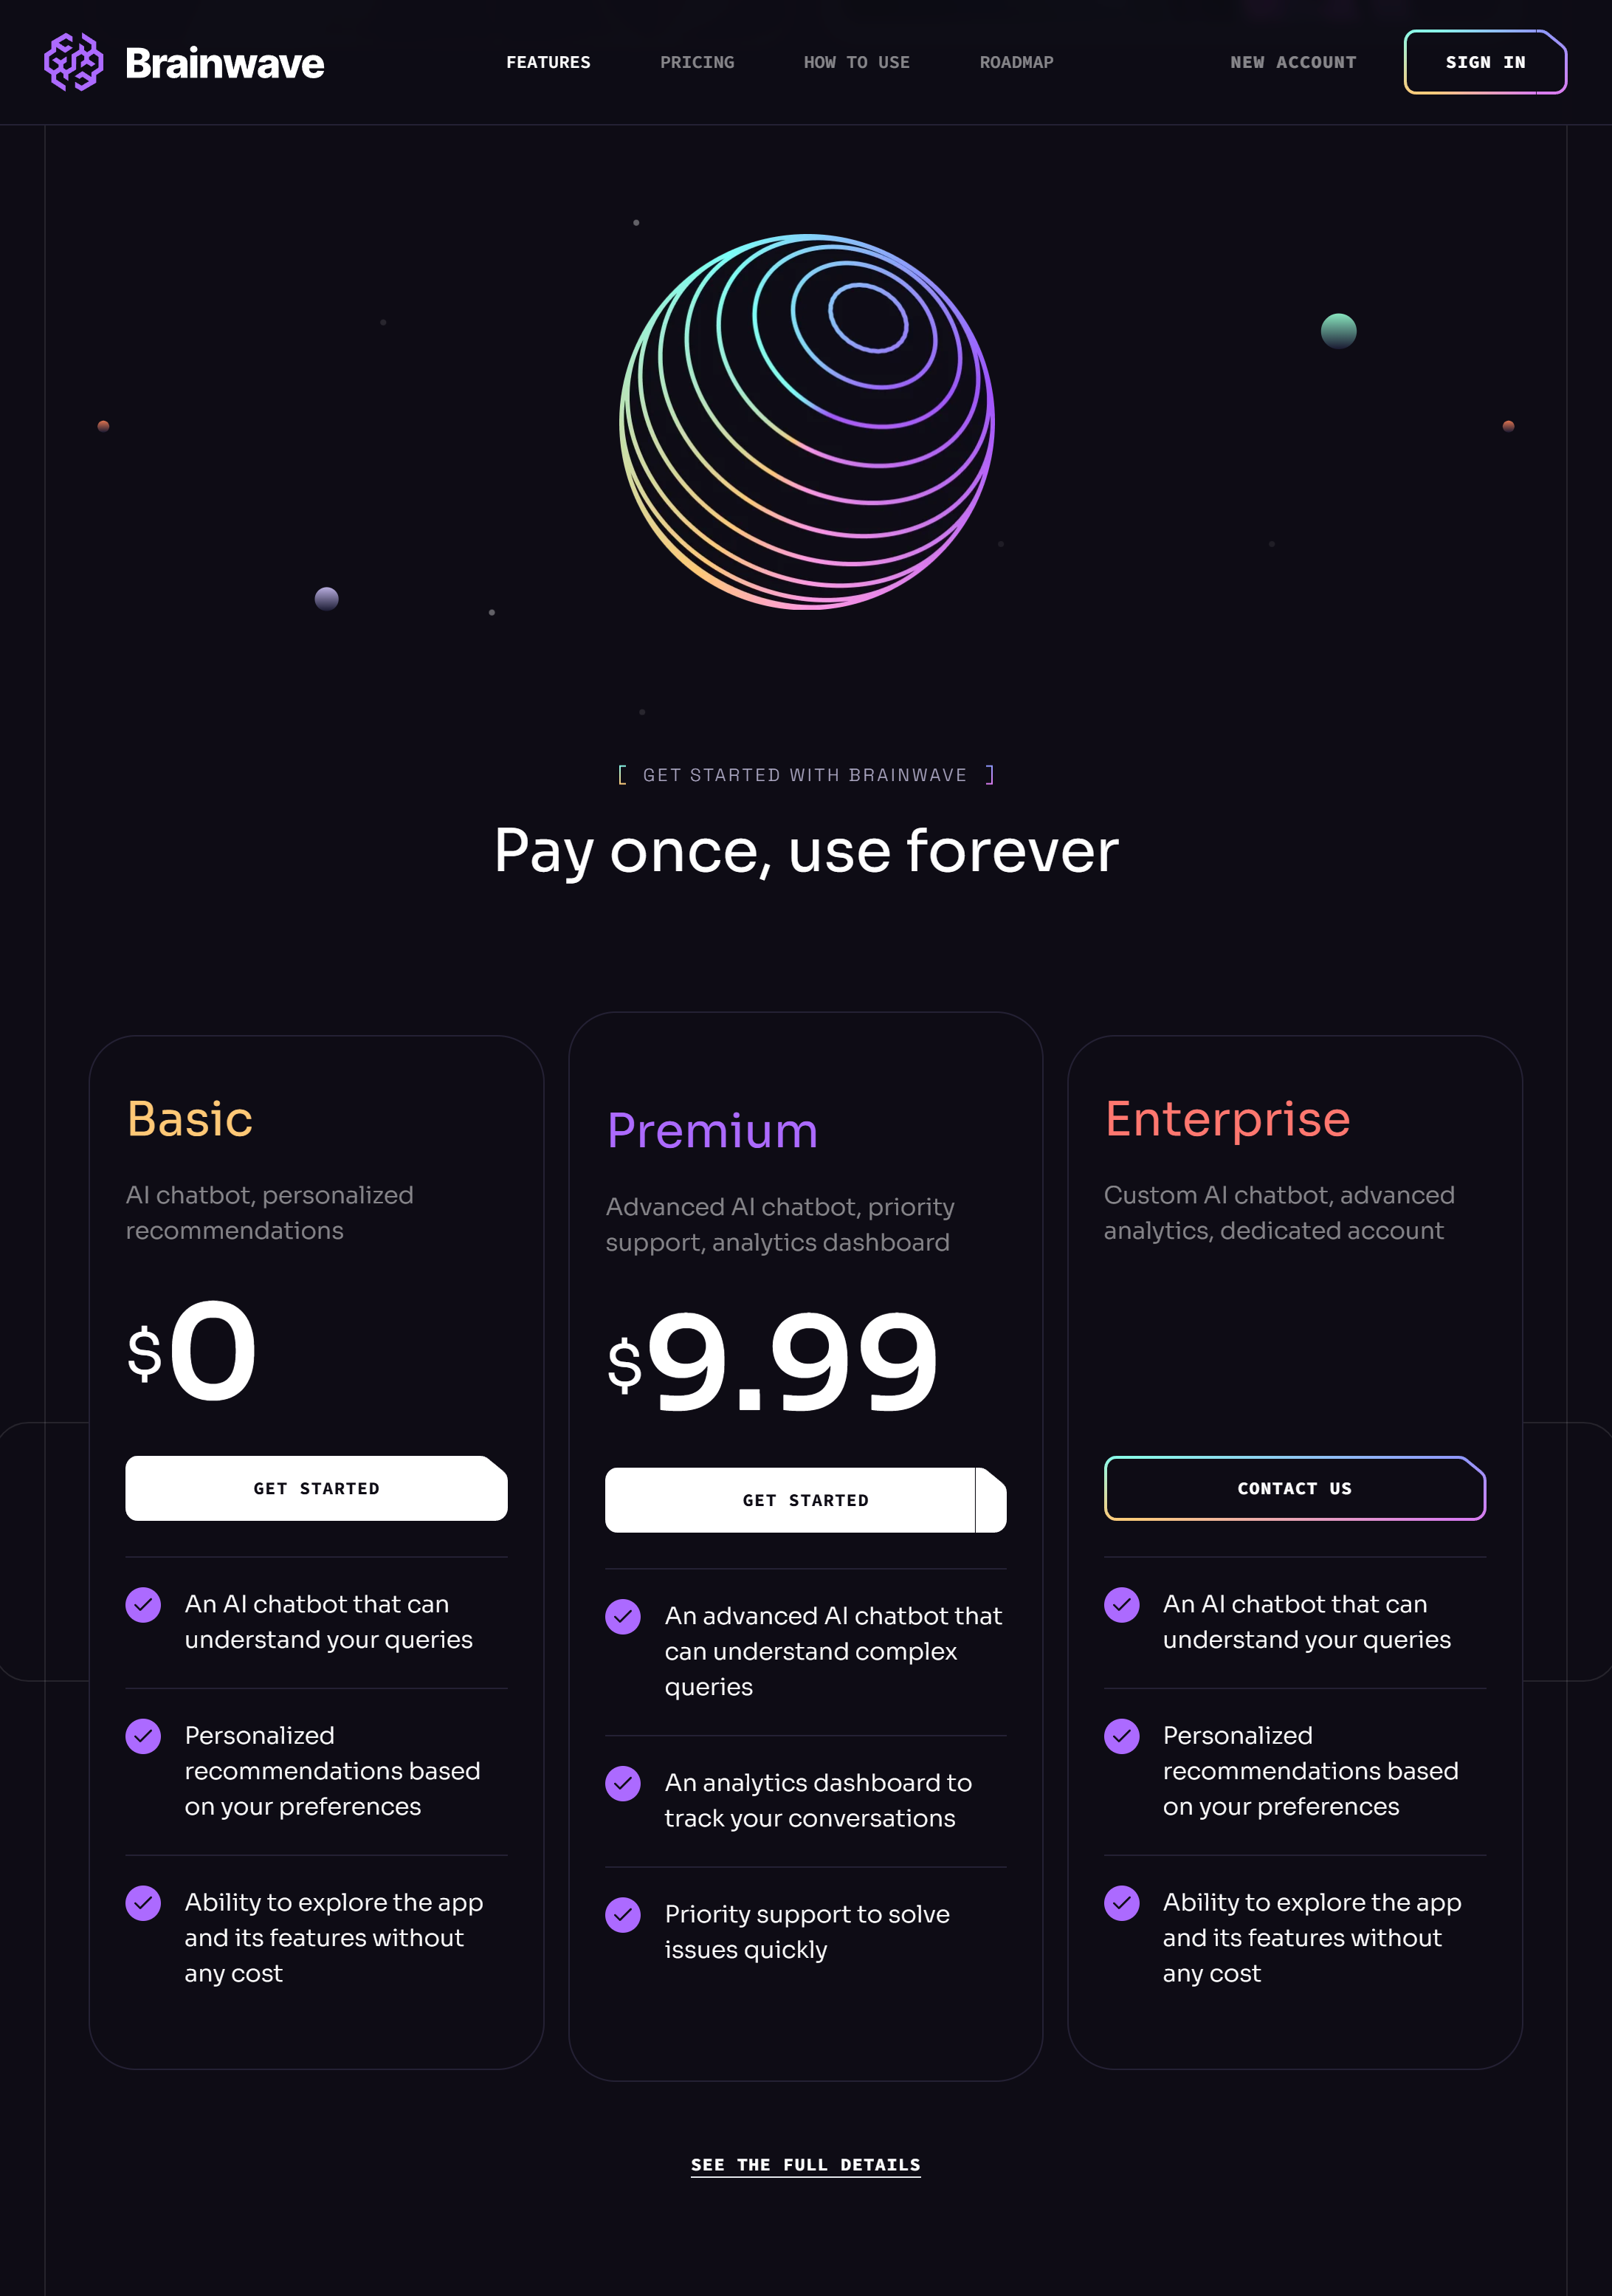 Brainwave
FEATURES
PRICING
HOW TO USE
ROADMAP
NEW ACCOUNT
SIGN IN
[ GET STARTED WITH BRAINWAVE ]
Pay once, use forever
Basic
AI chatbot, personalized
recommendations
$0
GET STARTED
An AI chatbot that can
understand your queries
Personalized
recommendations based
on your preferences
Ability to explore the app
and its features without
any cost
Premium
Advanced AI chatbot, priority
support, analytics dashboard
$9.99
GET STARTED
An advanced AI chatbot that
can understand complex
queries
An analytics dashboard to
track your conversations
Priority support to solve
issues quickly
Enterprise
Custom AI chatbot, advanced
analytics, dedicated account
CONTACT US
An AI chatbot that can
understand your queries
Personalized
recommendations based
on your preferences
Ability to explore the app
and its features without
any cost
SEE THE FULL DETAILS